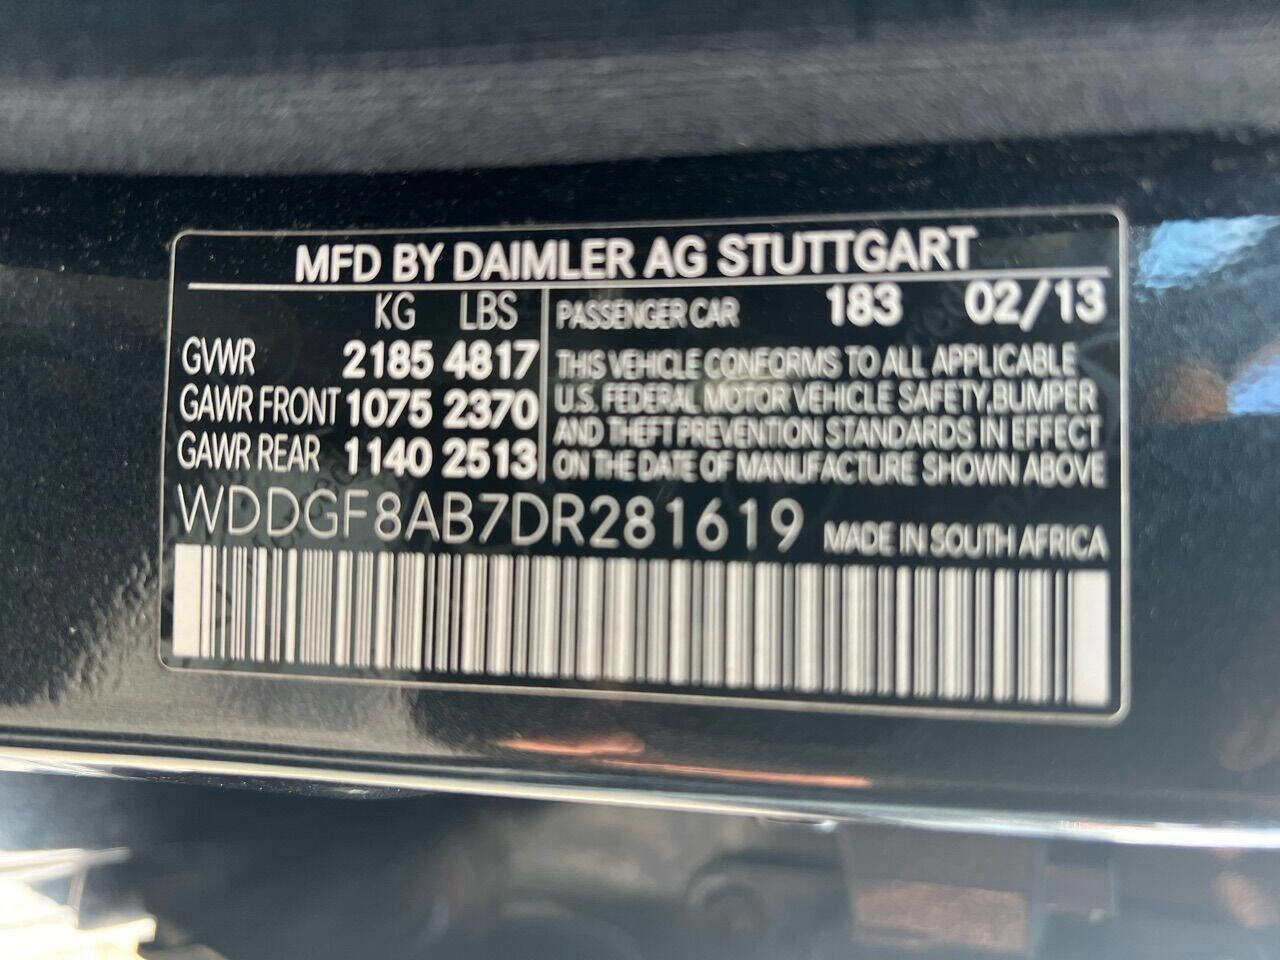 MFD BY DAIMLER AG STUTTGART
KG LBS
GVWR 2185 4817
GAWR FRONT 1075 2370
GAWR REAR 1140 2513
PASSENGER CAR 183 02/13
THIS VEHICLE CONFORMS TO ALL APPLICABLE
U.S. FEDERAL MOTOR VEHICLE SAFETY,BUMPER
AND THEFT PREVENTION STANDARDS IN EFFECT
ON THE DATE OF MANUFACTURE SHOWN ABOVE
WDDGF8AB7DR281619 MADE IN SOUTH AFRICA